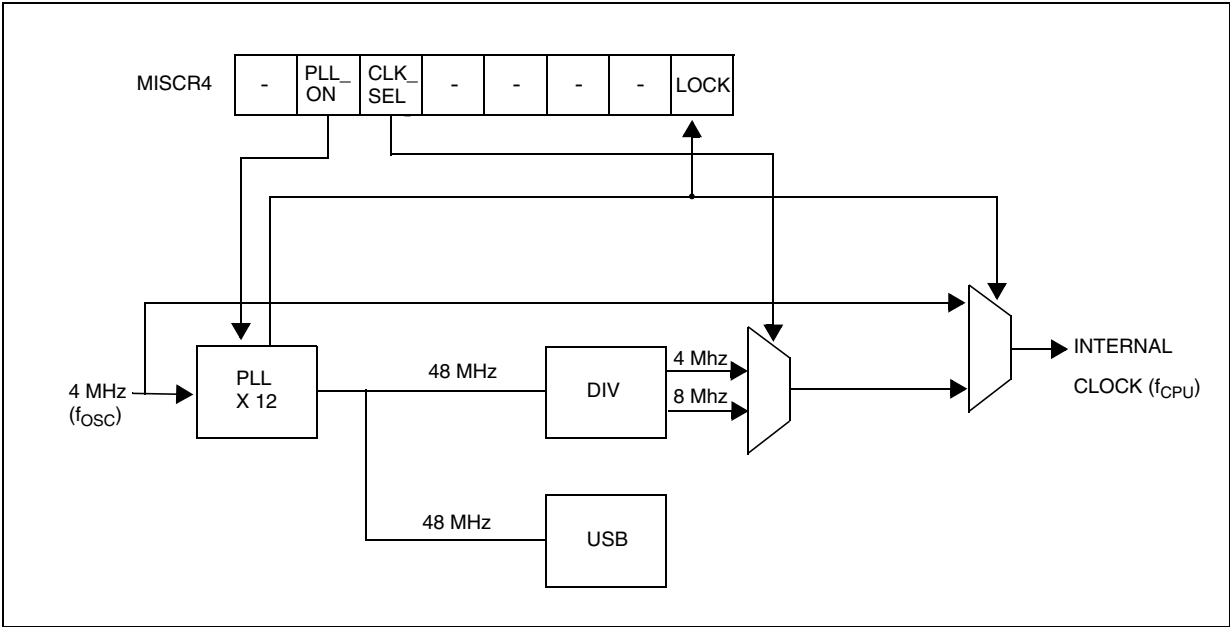 MISCR4
-
PLL_
ON
CLK_
SEL
-
-
-
-
LOCK
4 MHz
(fOSC)
PLL
X 12
48 MHz
DIV
4 Mhz
8 Mhz
INTERNAL
CLOCK (fCPU)
48 MHz
USB